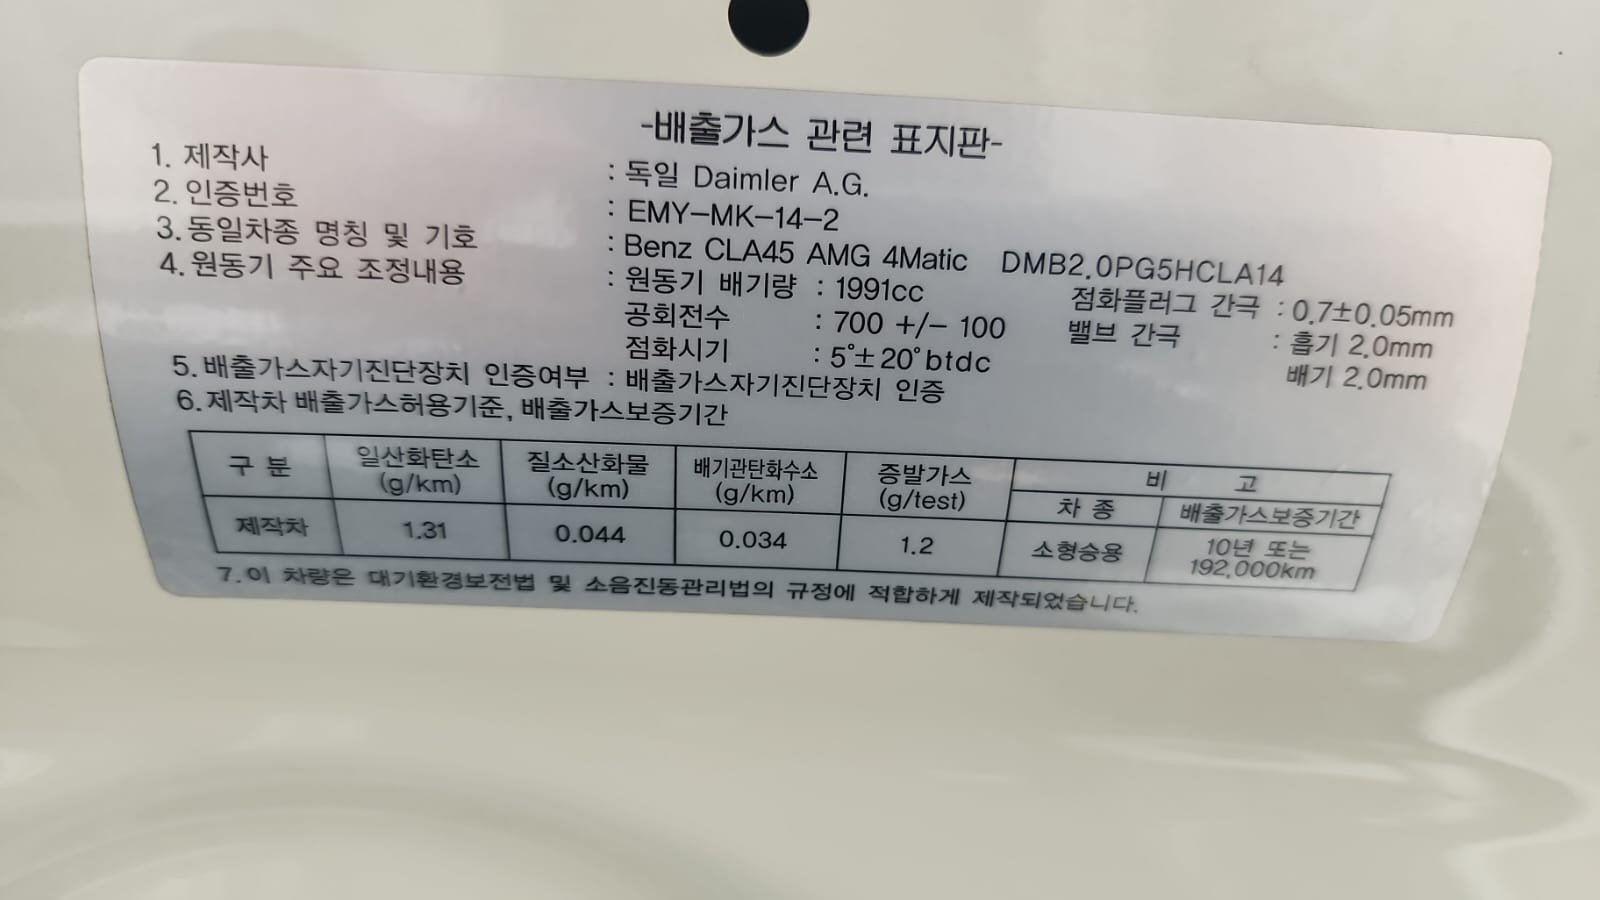 -배출가스 관련 표지판-
1. 제작사 : 독일 Daimler A.G.
2. 인증번호 : EMY-MK-14-2
3. 동일차종 명칭 및 기호 : Benz CLA45 AMG 4Matic DMB2.0PG5HCLA14
4. 원동기 주요 조정내용 : 원동기 배기량 : 1991cc 점화플러그 간극 : 0.7±0.05mm
공회전수 : 700 +/- 100 밸브 간극 : 흡기 2.0mm
점화시기 : 5°±20°btdc 배기 2.0mm
5. 배출가스자기진단장치 인증여부 : 배출가스자기진단장치 인증
6. 제작차 배출가스허용기준, 배출가스보증기간
구 분 일산화탄소 질소산화물 배기관탄화수소 증발가스 비 고
(g/km) (g/km) (g/km) (g/test) 차 종 배출가스보증기간
제작차 1.31 0.044 0.034 1.2 소형승용 10년 또는
192,000km
7. 이 차량은 대기환경보전법 및 소음진동관리법의 규정에 적합하게 제작되었습니다.